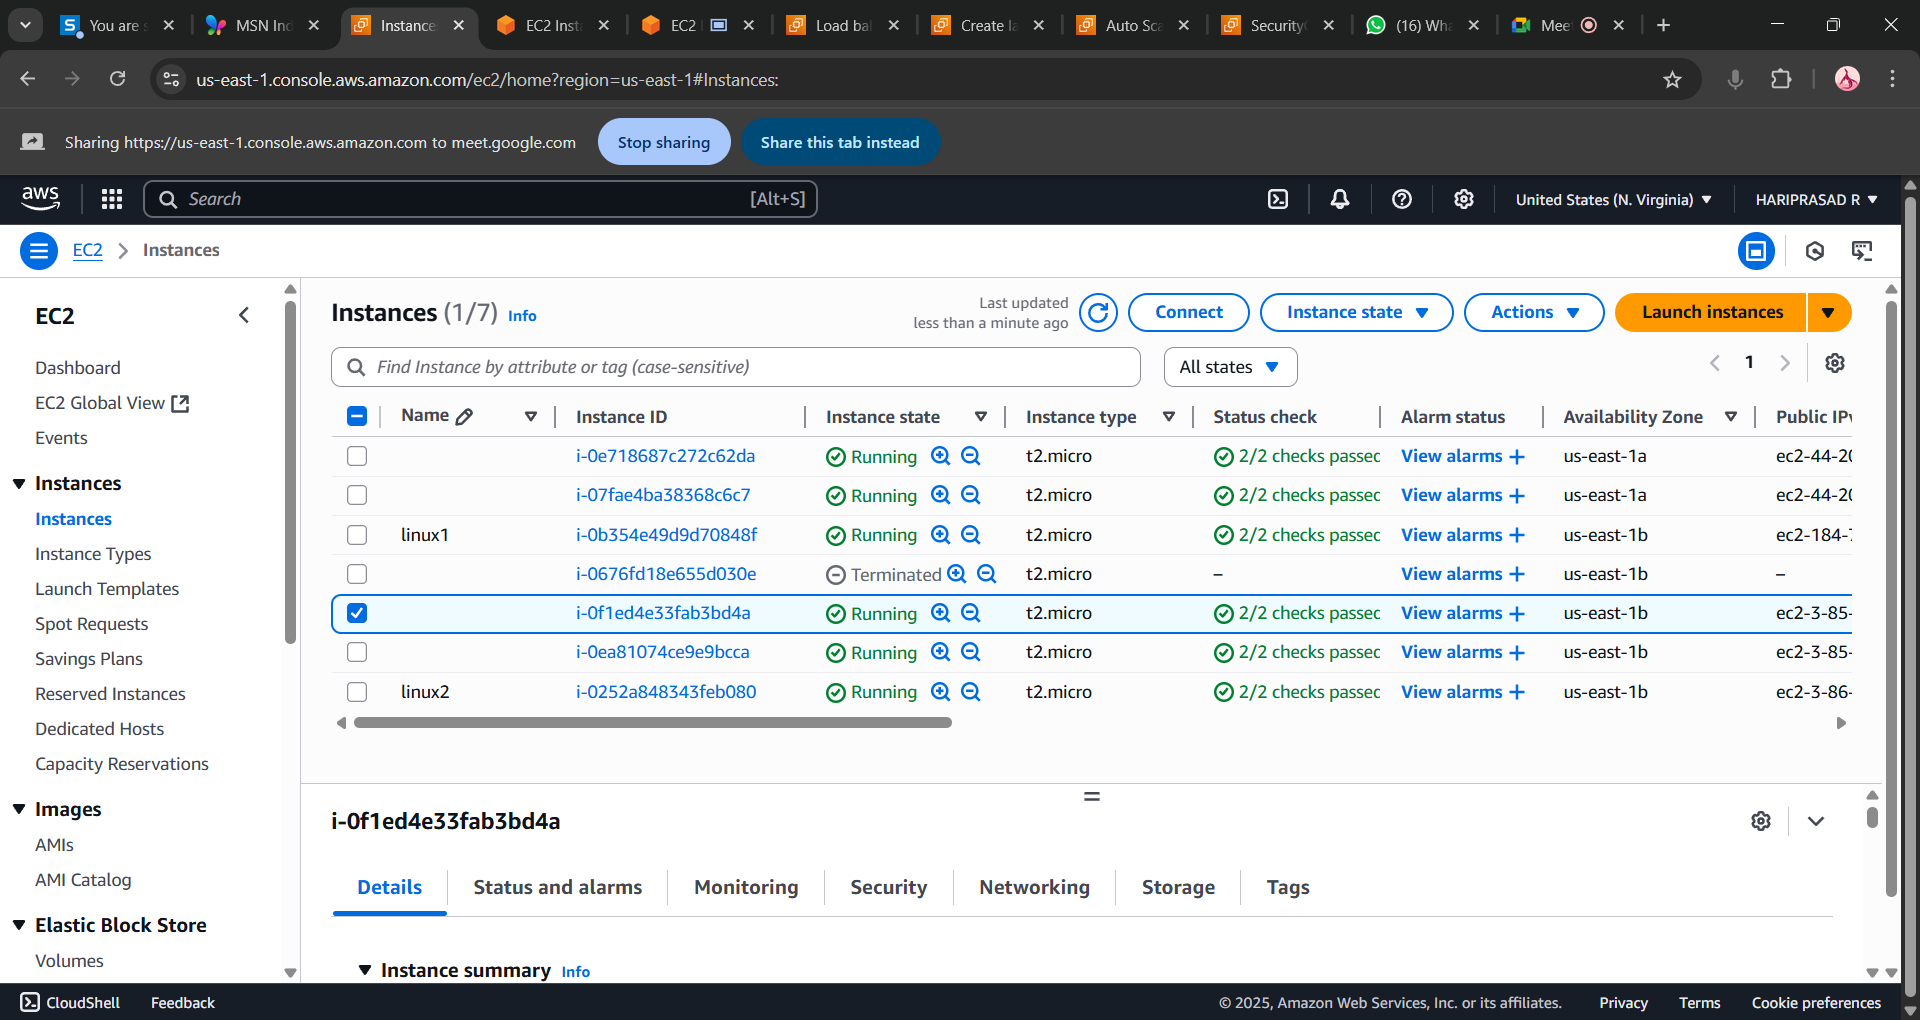 You are
MSN Ind
Instance
EC2 Inst
EC2
Load bal
Create la
Auto Sca
Security
(16) Wha
Mee
us-east-1.console.aws.amazon.com/ec2/home?region=us-east-1#Instances:
Sharing https://us-east-1.console.aws.amazon.com to meet.google.com
Stop sharing
Share this tab instead
aws
Search
[Alt+S]
United States (N. Virginia)
HARIPRASAD R
EC2
Instances
EC2
Dashboard
EC2 Global View
Events
Instances
Instances
Instance Types
Launch Templates
Spot Requests
Savings Plans
Reserved Instances
Dedicated Hosts
Capacity Reservations
Images
AMIs
AMI Catalog
Elastic Block Store
Volumes
Instances (1/7) Info
Last updated
less than a minute ago
Connect
Instance state
Actions
Launch instances
Find Instance by attribute or tag (case-sensitive)
All states
1
Name Instance ID Instance state Instance type Status check Alarm status Availability Zone Public IPv
i-0e718687c272c62da Running t2.micro 2/2 checks passed View alarms + us-east-1a ec2-44-20
i-07fae4ba38368c6c7 Running t2.micro 2/2 checks passed View alarms + us-east-1a ec2-44-20
linux1 i-0b354e49d9d70848f Running t2.micro 2/2 checks passed View alarms + us-east-1b ec2-184-7
i-0676fd18e655d030e Terminated t2.micro – View alarms + us-east-1b –
i-0f1ed4e33fab3bd4a Running t2.micro 2/2 checks passed View alarms + us-east-1b ec2-3-85-
i-0ea81074ce9e9bcca Running t2.micro 2/2 checks passed View alarms + us-east-1b ec2-3-85-
linux2 i-0252a848343feb080 Running t2.micro 2/2 checks passed View alarms + us-east-1b ec2-3-86-
i-0f1ed4e33fab3bd4a
Details
Status and alarms
Monitoring
Security
Networking
Storage
Tags
Instance summary Info
CloudShell
Feedback
© 2025, Amazon Web Services, Inc. or its affiliates.
Privacy
Terms
Cookie preferences